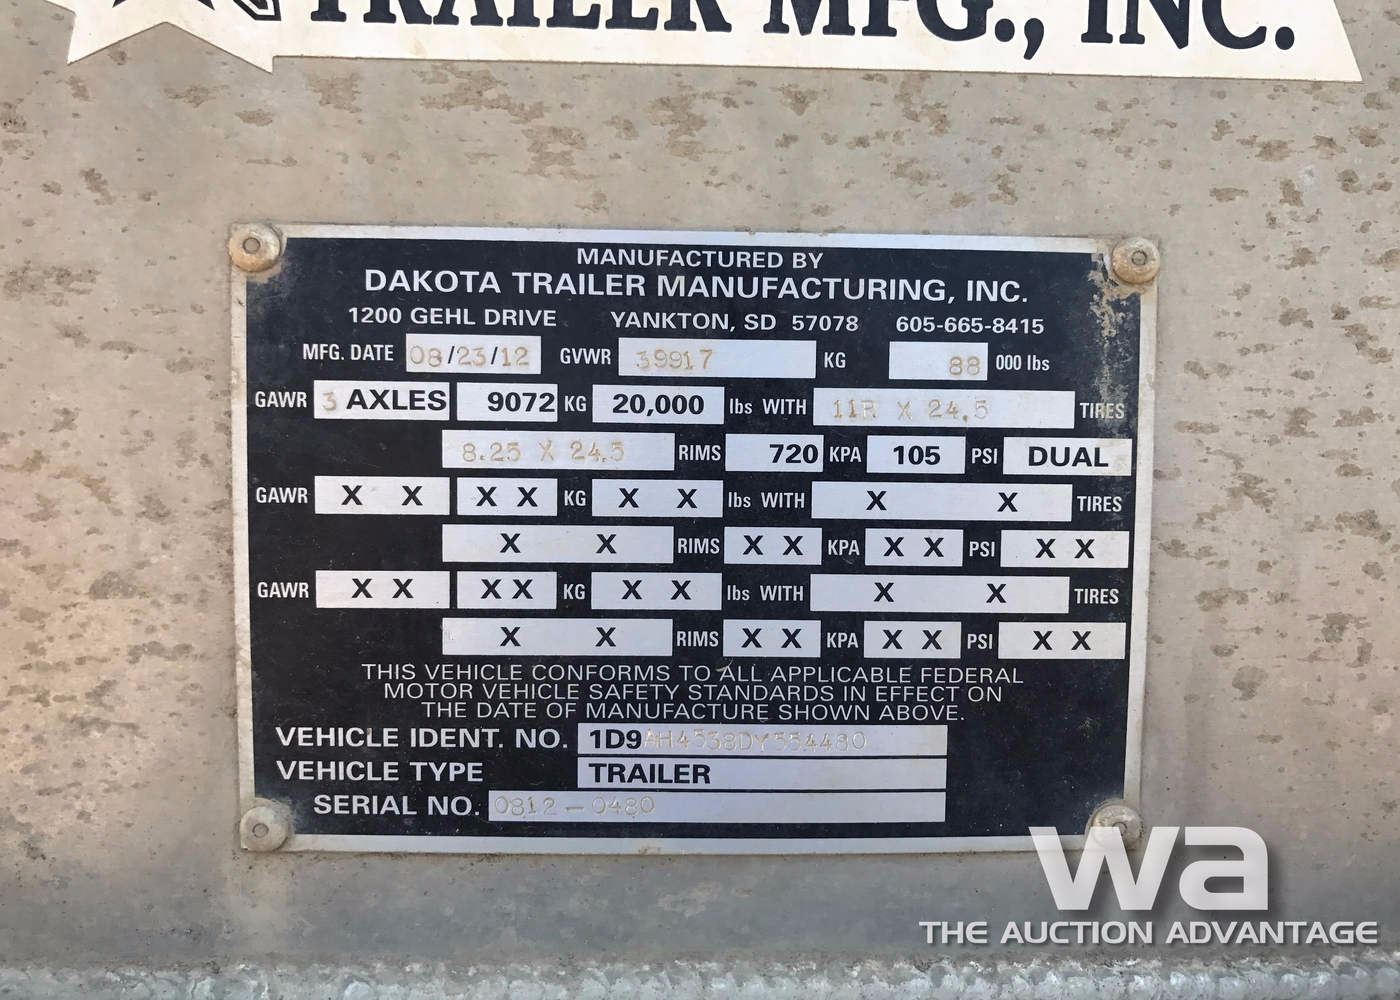 TRAILER MFG., INC.
MANUFACTURED BY
DAKOTA TRAILER MANUFACTURING, INC.
1200 GEHL DRIVE YANKTON, SD 57078 605-665-8415
MFG. DATE 08/23/12 GVWR 39917 KG 88 000 lbs
GAWR 3 AXLES 9072 KG 20,000 lbs WITH 11R X 24.5 TIRES
8.25 X 24.5 RIMS 720 KPA 105 PSI DUAL
GAWR X X X X KG X X lbs WITH X X TIRES
X X RIMS X X KPA X X PSI X X
GAWR X X X X KG X X lbs WITH X X TIRES
X X RIMS X X KPA X X PSI X X
THIS VEHICLE CONFORMS TO ALL APPLICABLE FEDERAL
MOTOR VEHICLE SAFETY STANDARDS IN EFFECT ON
THE DATE OF MANUFACTURE SHOWN ABOVE.
VEHICLE IDENT. NO. 1D9AH4538DY554480
VEHICLE TYPE TRAILER
SERIAL NO. 0812-0480
wa
THE AUCTION ADVANTAGE